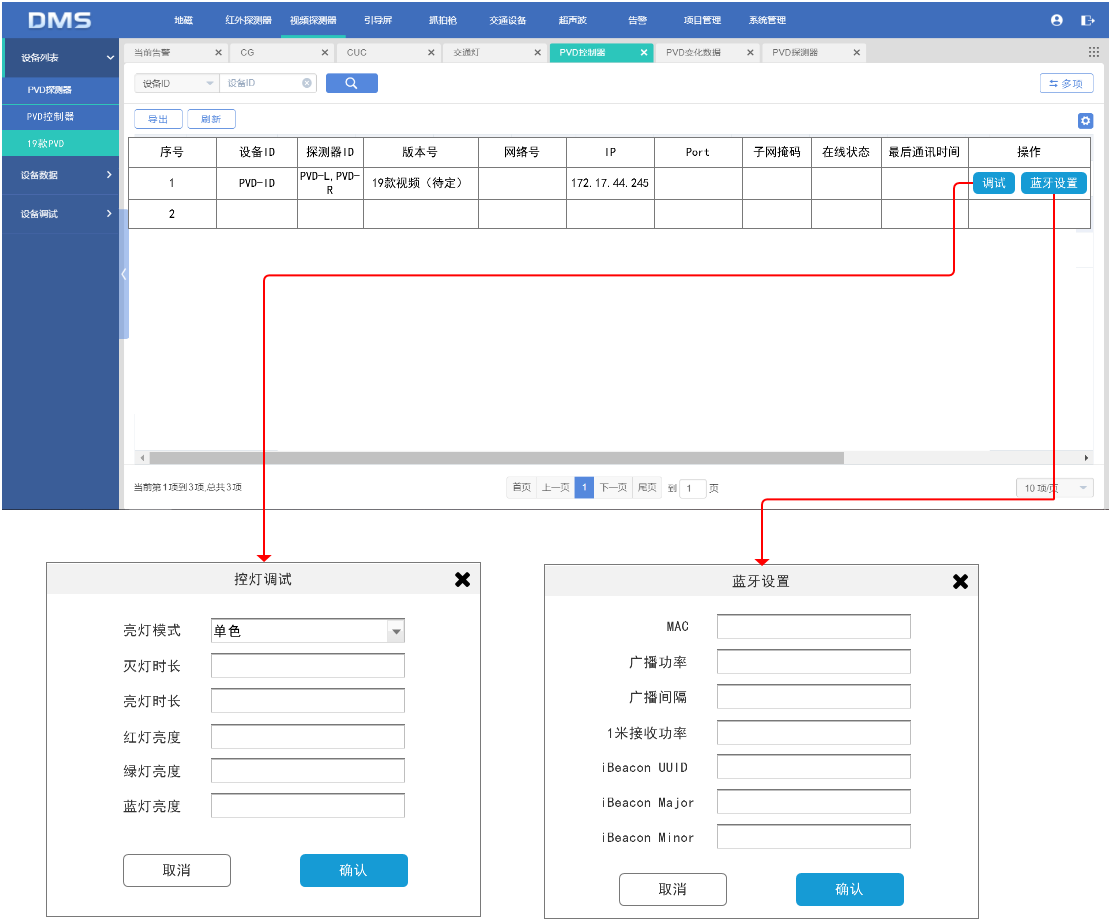 DMS 地磁 红外探测器 视频探测器 引导屏 抓拍枪 交通设备 超声波 告警 项目管理 系统管理
设备列表
PVD探测器
PVD控制器
19款PVD
设备数据
设备调试
当前告警 CG CUC 交通灯 PVD控制器 PVD变化数据 PVD探测器
设备ID 设备ID 多项
导出 刷新
序号 设备ID 探测器ID 版本号 网络号 IP Port 子网掩码 在线状态 最后通讯时间 操作
1 PVD-ID PVD-L,PVD-R 19款视频（待定） 172.17.44.245 调试 蓝牙设置
2
当前第1项到3项,总共3项 首页 上一页 1 下一页 尾页 到 1 页 10 项/页
控灯调试
亮灯模式 单色
灭灯时长
亮灯时长
红灯亮度
绿灯亮度
蓝灯亮度
取消 确认
蓝牙设置
MAC
广播功率
广播间隔
1米接收功率
iBeacon UUID
iBeacon Major
iBeacon Minor
取消 确认